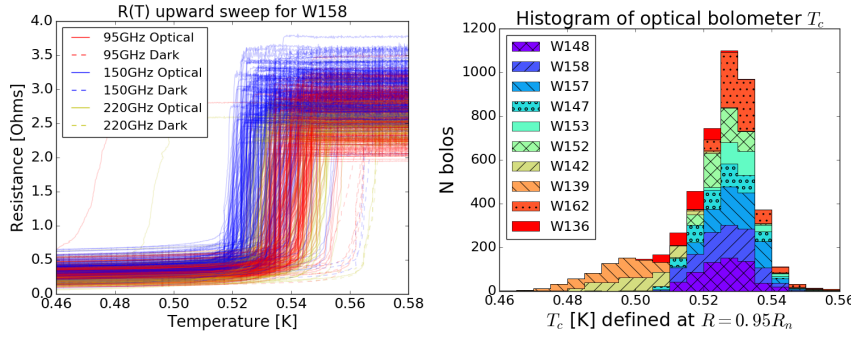 R(T) upward sweep for W158
Resistance [Ohms]
4.0
3.5
3.0
2.5
2.0
1.5
1.0
0.5
0.0
95GHz Optical
95GHz Dark
150GHz Optical
150GHz Dark
220GHz Optical
220GHz Dark
0.46 0.48 0.50 0.52 0.54 0.56 0.58
Temperature [K]
Histogram of optical bolometer T_c
N bolos
1200
1000
800
600
400
200
0
W148
W158
W157
W147
W153
W152
W142
W139
W162
W136
0.46 0.48 0.50 0.52 0.54 0.56 0.58
T_c [K] defined at R = 0.95R_n